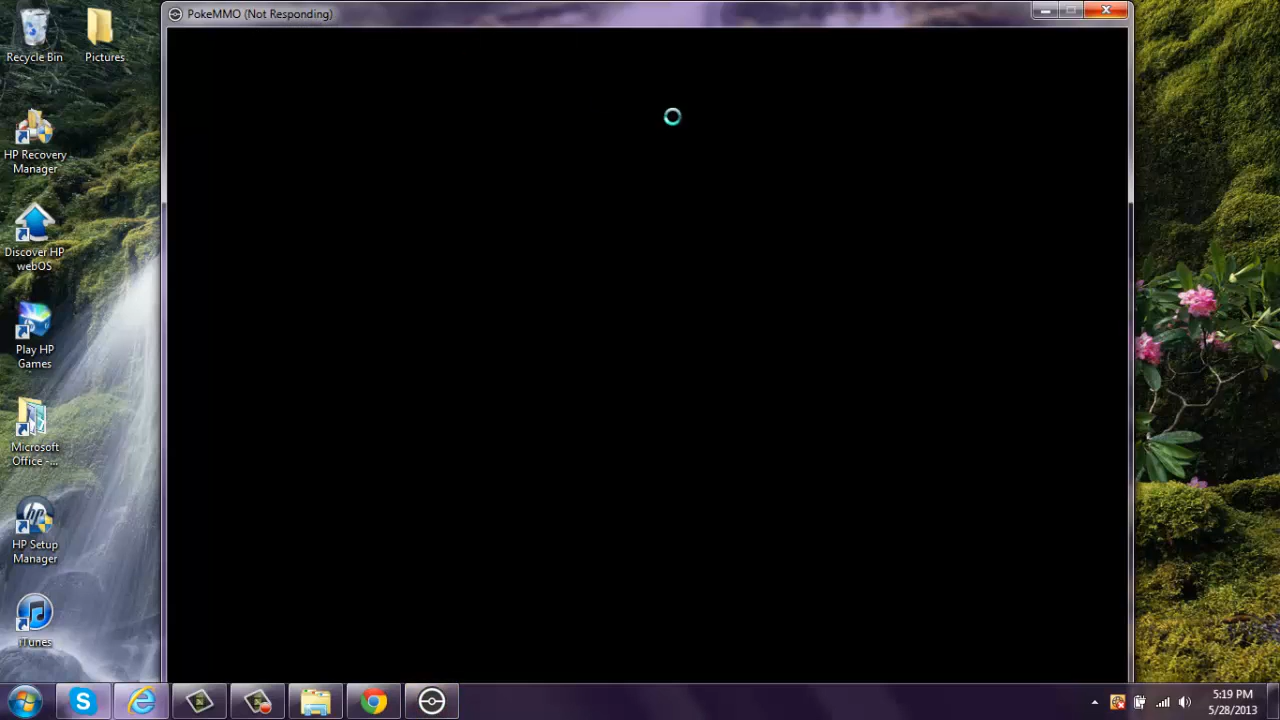 PokeMMO (Not Responding)
Recycle Bin
Pictures
HP Recovery
Manager
Discover HP
webOS
Play HP
Games
Microsoft
Office -...
HP Setup
Manager
iTunes
5:19 PM
5/28/2013